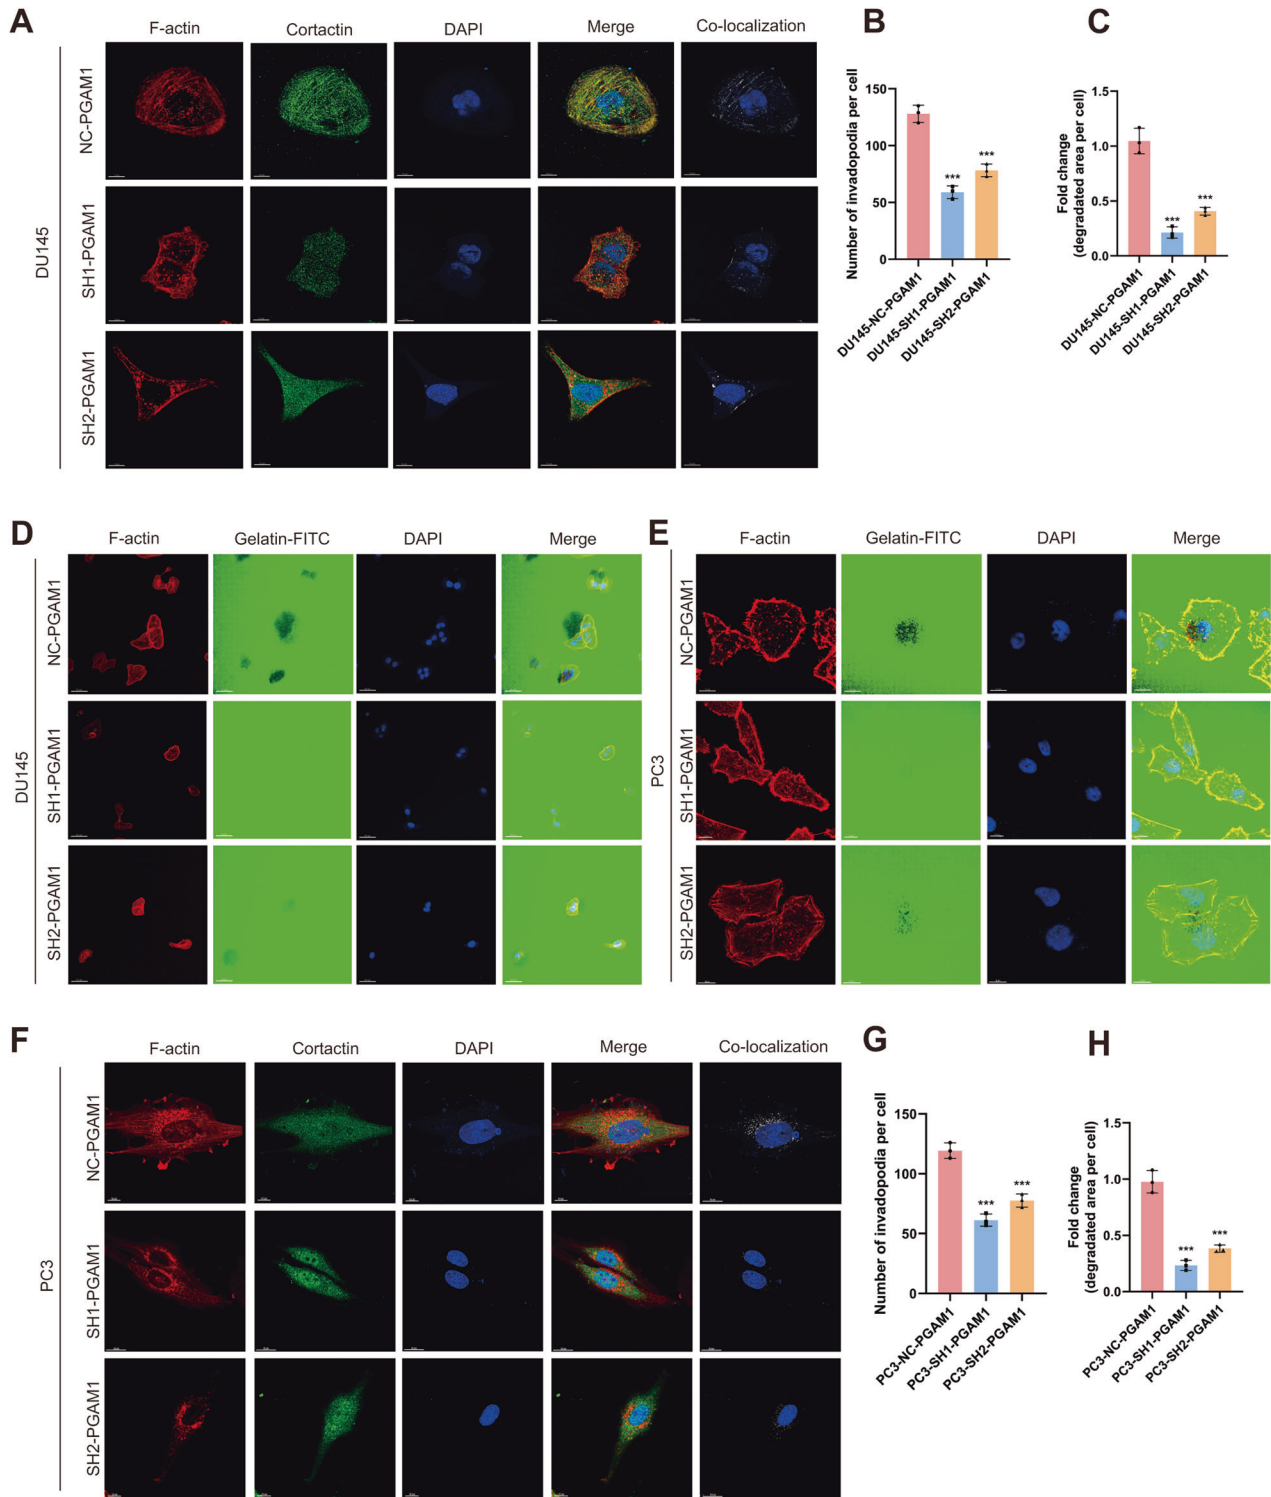 A
F-actin
Cortactin
DAPI
Merge
Co-localization
DU145
NC-PGAM1
SH1-PGAM1
SH2-PGAM1
B
Number of invadopodia per cell
150
100
50
0
***
***
DU145-NC-PGAM1
DU145-SH1-PGAM1
DU145-SH2-PGAM1
C
Fold change
(degradated area per cell)
1.5
1.0
0.5
0.0
***
***
DU145-NC-PGAM1
DU145-SH1-PGAM1
DU145-SH2-PGAM1
D
F-actin
Gelatin-FITC
DAPI
Merge
DU145
NC-PGAM1
SH1-PGAM1
SH2-PGAM1
E
F-actin
Gelatin-FITC
DAPI
Merge
PC3
NC-PGAM1
SH1-PGAM1
SH2-PGAM1
F
F-actin
Cortactin
DAPI
Merge
Co-localization
PC3
NC-PGAM1
SH1-PGAM1
SH2-PGAM1
G
Number of invadopodia per cell
150
100
50
0
***
***
PC3-NC-PGAM1
PC3-SH1-PGAM1
PC3-SH2-PGAM1
H
Fold change
(degradated area per cell)
1.5
1.0
0.5
0.0
***
***
PC3-NC-PGAM1
PC3-SH1-PGAM1
PC3-SH2-PGAM1